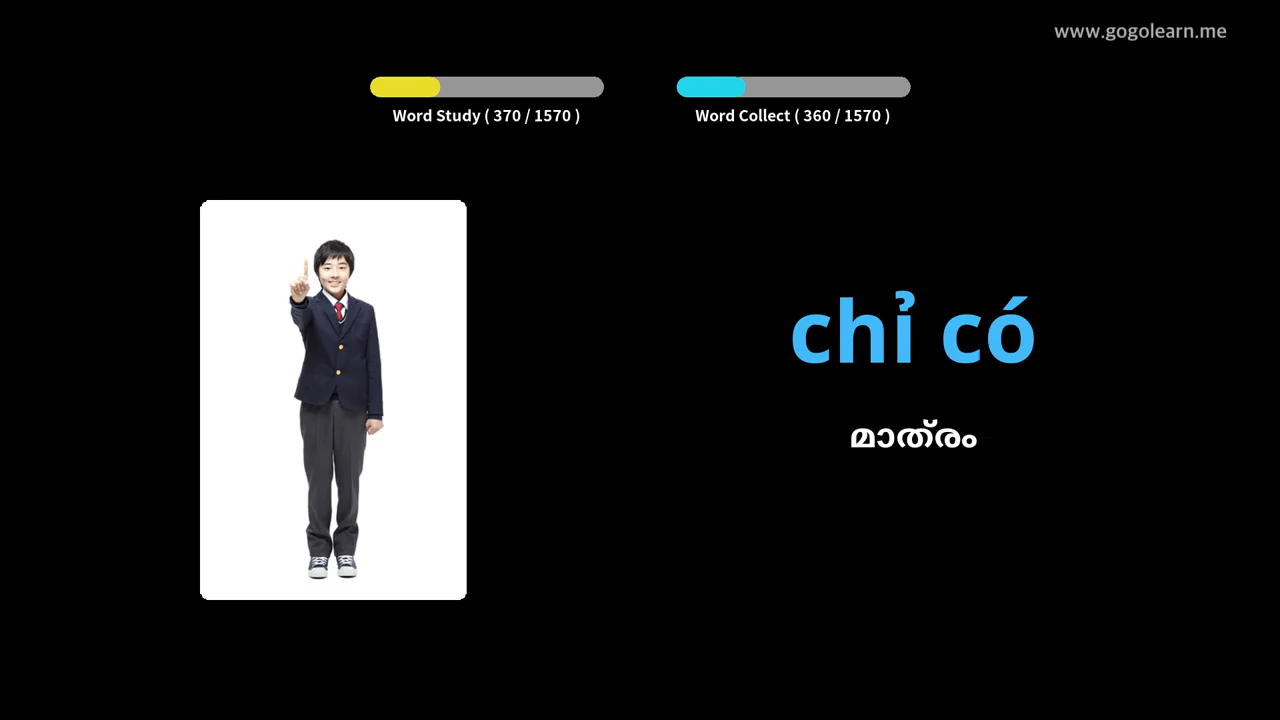 www.gogolearn.me
Word Study ( 370 / 1570 )
Word Collect ( 360 / 1570 )
chỉ có
മാത്രം